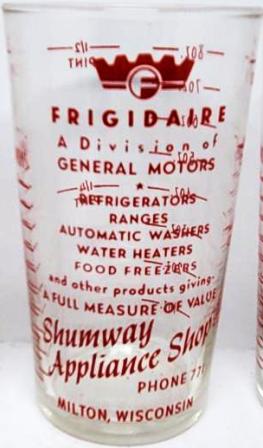 F
FRIGIDAIRE
A Division of
GENERAL MOTORS
REFRIGERATORS
RANGES
AUTOMATIC WASHERS
WATER HEATERS
FOOD FREEZERS
and other products giving-
A FULL MEASURE OF VALUE
Shumway
Appliance
PHONE
MILTON, WISCONSIN